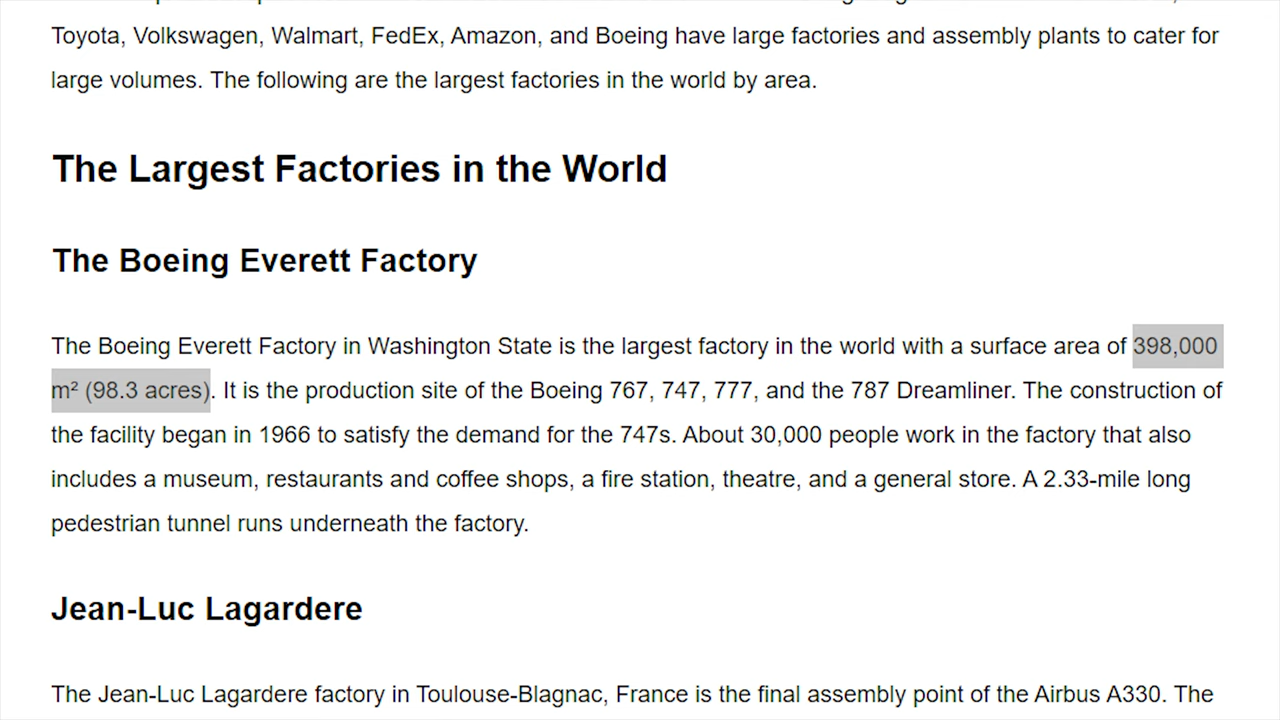 Toyota, Volkswagen, Walmart, FedEx, Amazon, and Boeing have large factories and assembly plants to cater for
large volumes. The following are the largest factories in the world by area.
The Largest Factories in the World
The Boeing Everett Factory
The Boeing Everett Factory in Washington State is the largest factory in the world with a surface area of 398,000
m² (98.3 acres). It is the production site of the Boeing 767, 747, 777, and the 787 Dreamliner. The construction of
the facility began in 1966 to satisfy the demand for the 747s. About 30,000 people work in the factory that also
includes a museum, restaurants and coffee shops, a fire station, theatre, and a general store. A 2.33-mile long
pedestrian tunnel runs underneath the factory.
Jean-Luc Lagardere
The Jean-Luc Lagardere factory in Toulouse-Blagnac, France is the final assembly point of the Airbus A330. The